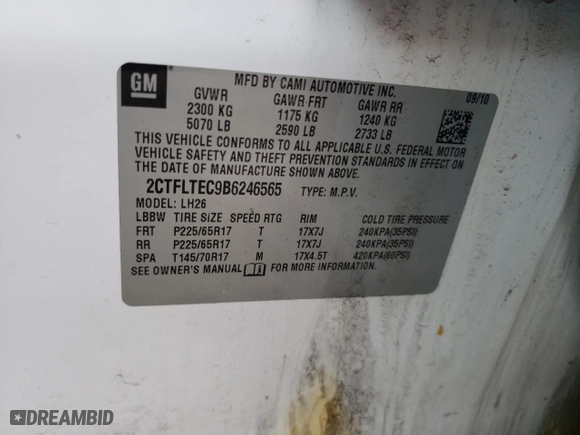 GM
MFD BY CAMI AUTOMOTIVE INC.
09/10
GVWR GAWR FRT GAWR RR
2300 KG 1175 KG 1240 KG
5070 LB 2590 LB 2733 LB
THIS VEHICLE CONFORMS TO ALL APPLICABLE U.S. FEDERAL MOTOR
VEHICLE SAFETY AND THEFT PREVENTION STANDARDS IN EFFECT ON
THE DATE OF MANUFACTURE SHOWN ABOVE.
2CTFLTEC9B6246565 TYPE: M.P.V.
MODEL: LH26
LBBW TIRE SIZE SPEED RTG RIM COLD TIRE PRESSURE
FRT P225/65R17 T 17X7J 240KPA(35PSI)
RR P225/65R17 T 17X7J 240KPA(35PSI)
SPA T145/70R17 M 17X4.5T 420KPA(60PSI)
SEE OWNER'S MANUAL FOR MORE INFORMATION.
DREAMBID